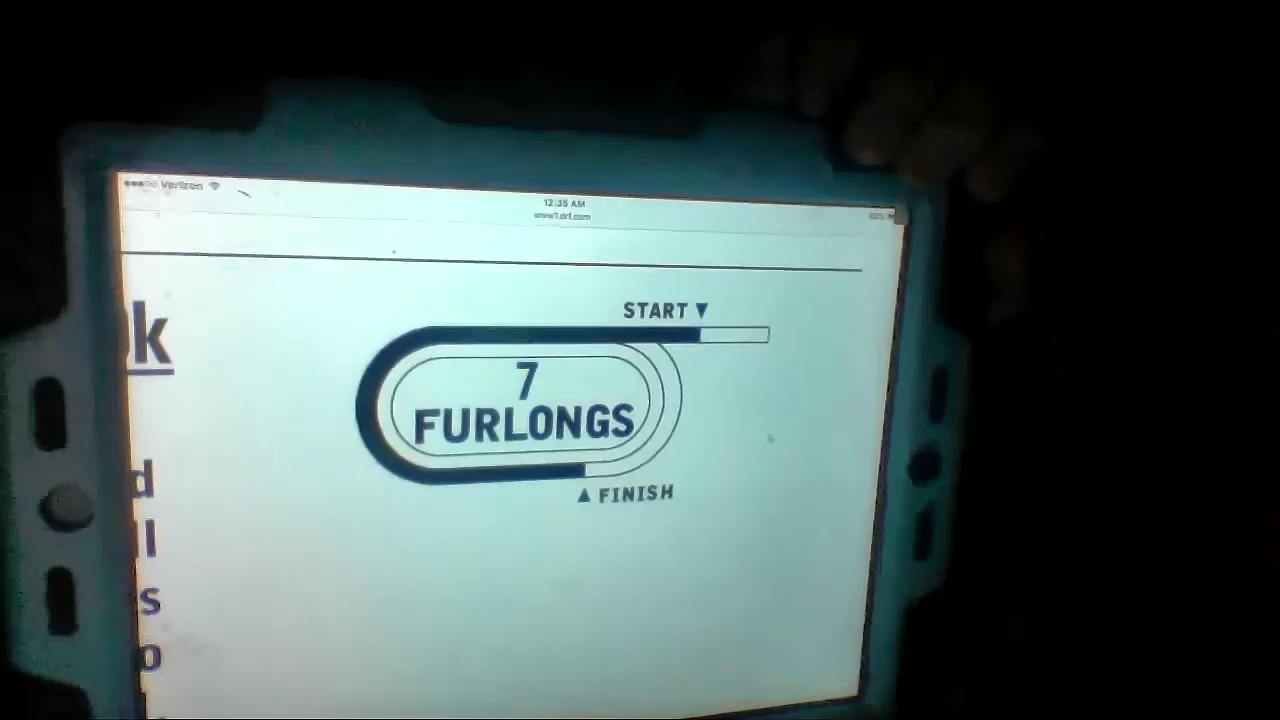 Verizon
12:35 AM
www1.drf.com
k
START
7
FURLONGS
FINISH
d
l
s
o